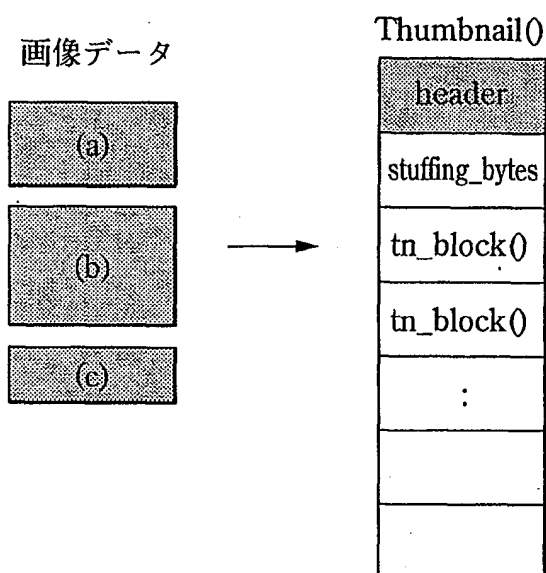 画像データ
(a)
(b)
(c)
Thumbnail()
header
stuffing_bytes
tn_block()
tn_block()
: